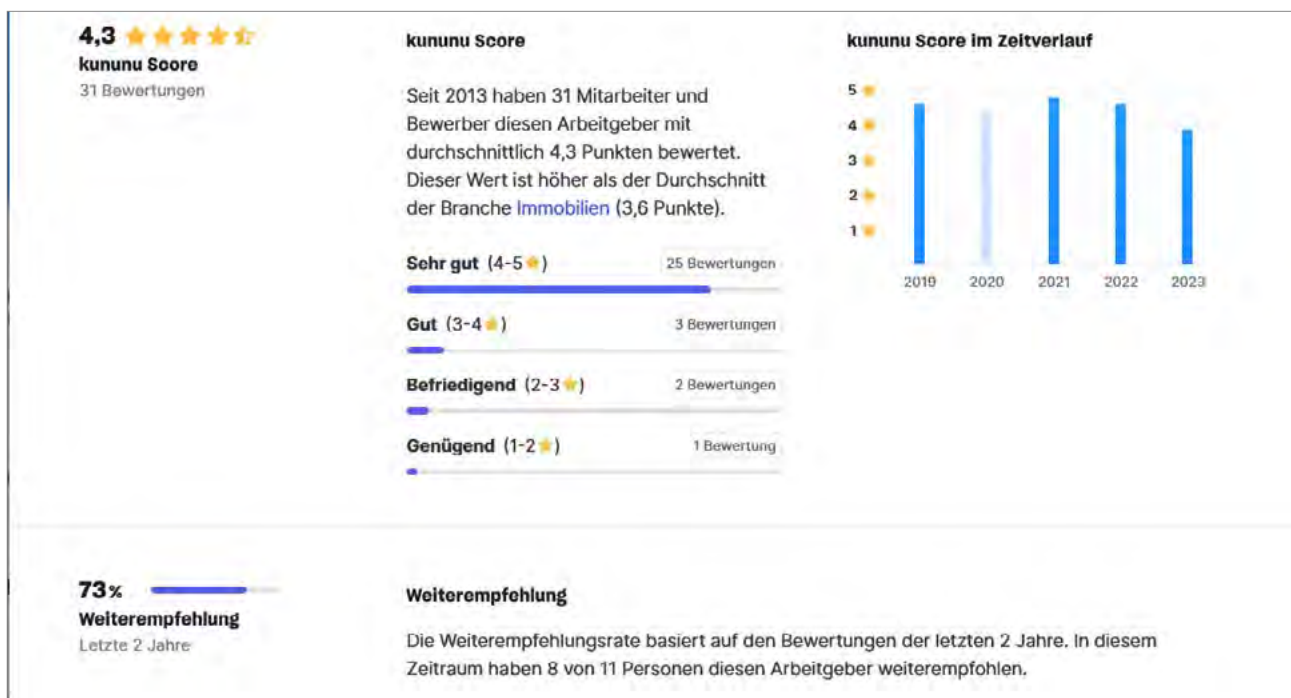 4,3
kununu Score
31 Bewertungen
kununu Score
Seit 2013 haben 31 Mitarbeiter und
Bewerber diesen Arbeitgeber mit
durchschnittlich 4,3 Punkten bewertet.
Dieser Wert ist höher als der Durchschnitt
der Branche Immobilien (3,6 Punkte).
Sehr gut (4-5) 25 Bewertungen
Gut (3-4) 3 Bewertungen
Befriedigend (2-3) 2 Bewertungen
Genügend (1-2) 1 Bewertung
kununu Score im Zeitverlauf
5
4
3
2
1
2019 2020 2021 2022 2023
73%
Weiterempfehlung
Letzte 2 Jahre
Weiterempfehlung
Die Weiterempfehlungsrate basiert auf den Bewertungen der letzten 2 Jahre. In diesem
Zeitraum haben 8 von 11 Personen diesen Arbeitgeber weiterempfohlen.